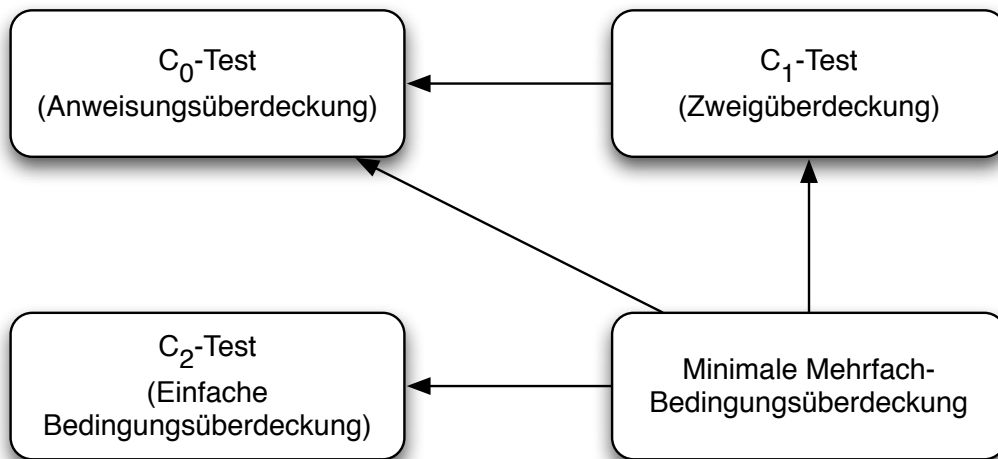 C₀-Test
(Anweisungsüberdeckung)
C₁-Test
(Zweigüberdeckung)
C₂-Test
(Einfache
Bedingungsüberdeckung)
Minimale Mehrfach-
Bedingungsüberdeckung